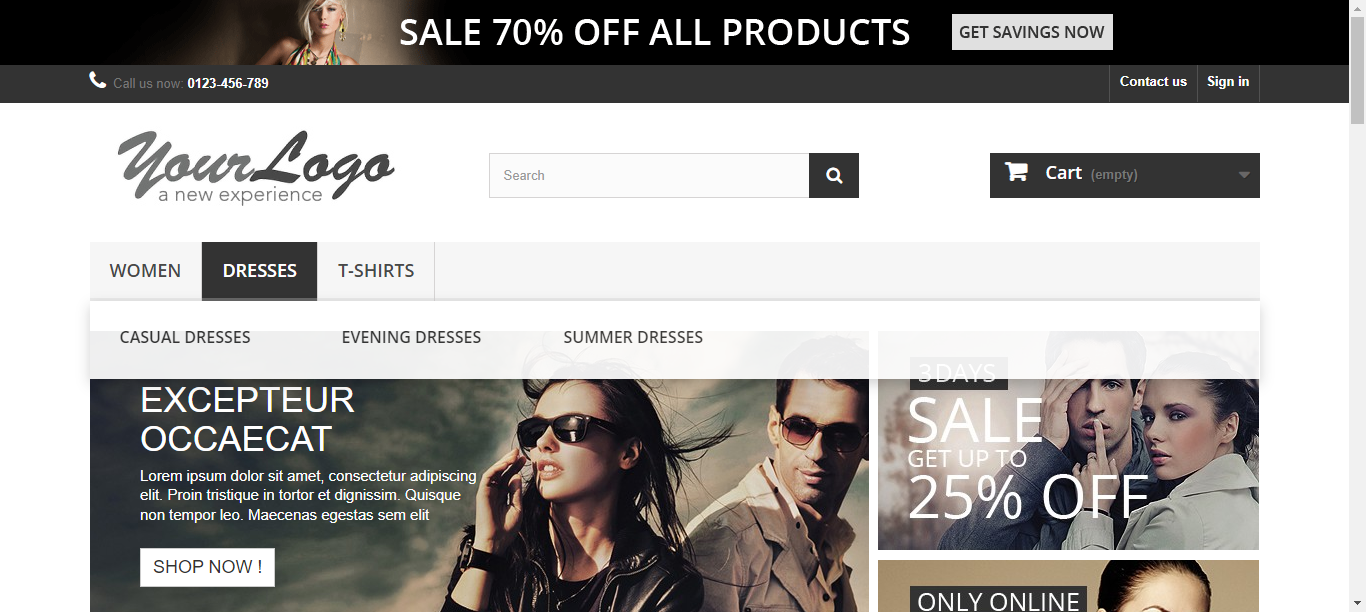 SALE 70% OFF ALL PRODUCTS GET SAVINGS NOW
Call us now: 0123-456-789 Contact us Sign in
YourLogo
a new experience
Search
Cart (empty)
WOMEN DRESSES T-SHIRTS
CASUAL DRESSES EVENING DRESSES SUMMER DRESSES
EXCEPTEUR
OCCAECAT
Lorem ipsum dolor sit amet, consectetur adipiscing
elit. Proin tristique in tortor et dignissim. Quisque
non tempor leo. Maecenas egestas sem elit
SHOP NOW !
3DAYS
SALE
GET UP TO
25% OFF
ONLY ONLINE